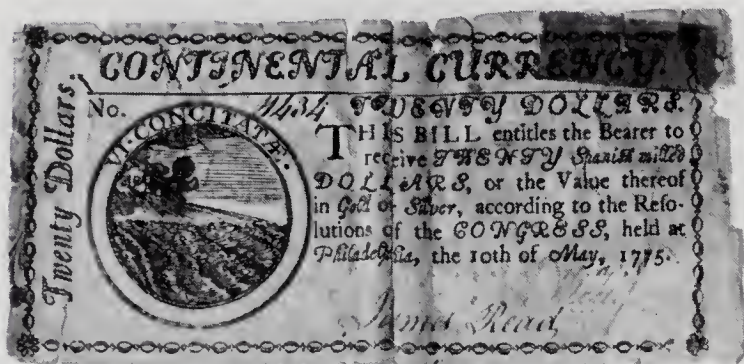 CONTINENTAL CURRENCY.
Twenty Dollars.
No. 9434 TWENTY DOLLARS.
VI·CONCITATÆ.
THIS BILL entitles the Bearer to
receive TWENTY Spanish milled
DOLLARS, or the Value thereof
in Gold or Silver, according to the Reſo-
lutions of the CONGRESS, held at
Philadelphia, the 10th of May, 1775.
James Read